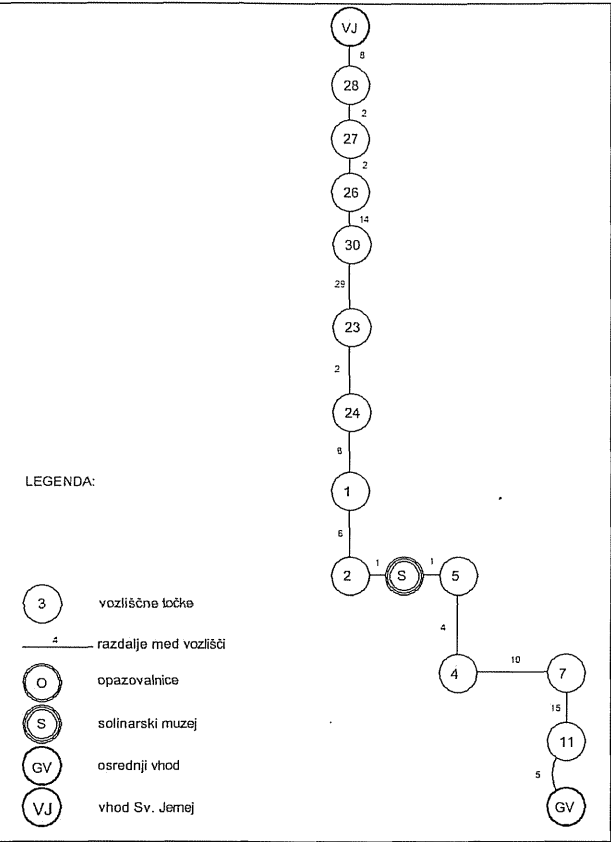 VJ
8
28
2
27
2
26
14
30
29
23
2
24
8
LEGENDA:
1
6
2
1
S
1
5
3
vozliščne točke
4
4
razdalje med vozlišči
4
10
7
O
opazovalnice
15
S
solinarski muzej
11
GV
osrednji vhod
5
VJ
vhod Sv. Jernej
GV